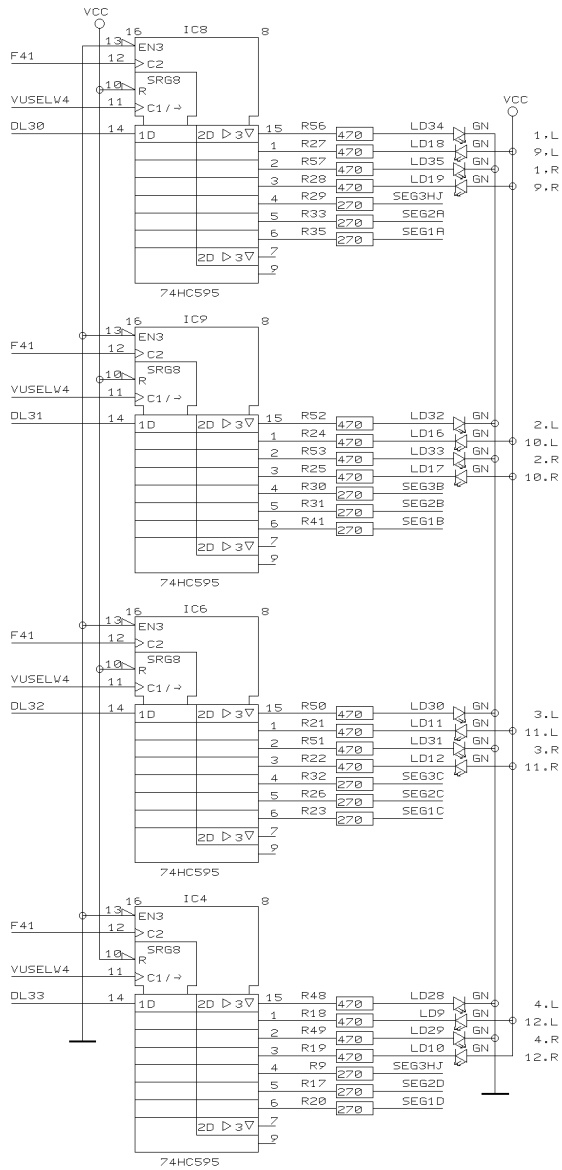 VCC
16 IC8 8
13 EN3
F41 12 C2
10 SRG8
R
VUSELW4 11 C1/→
VCC
DL30 14 1D 2D ▷ 3▽ 15 R56 470 LD34 GN 1.L
1 R27 470 LD18 GN 9.L
2 R57 470 LD35 GN 1.R
3 R28 470 LD19 GN 9.R
4 R29 270 SEG3HJ
5 R33 270 SEG2A
6 R35 270 SEG1A
2D ▷ 3▽ 7
9
74HC595
16 IC9 8
13 EN3
F41 12 C2
10 SRG8
R
VUSELW4 11 C1/→
DL31 14 1D 2D ▷ 3▽ 15 R52 470 LD32 GN 2.L
1 R24 470 LD16 GN 10.L
2 R53 470 LD33 GN 2.R
3 R25 470 LD17 GN 10.R
4 R30 270 SEG3B
5 R31 270 SEG2B
6 R41 270 SEG1B
2D ▷ 3▽ 7
9
74HC595
16 IC6 8
13 EN3
F41 12 C2
10 SRG8
R
VUSELW4 11 C1/→
DL32 14 1D 2D ▷ 3▽ 15 R50 470 LD30 GN 3.L
1 R21 470 LD11 GN 11.L
2 R51 470 LD31 GN 3.R
3 R22 470 LD12 GN 11.R
4 R32 270 SEG3C
5 R26 270 SEG2C
6 R23 270 SEG1C
2D ▷ 3▽ 7
9
74HC595
16 IC4 8
13 EN3
F41 12 C2
10 SRG8
R
VUSELW4 11 C1/→
DL33 14 1D 2D ▷ 3▽ 15 R48 470 LD28 GN 4.L
1 R18 470 LD9 GN 12.L
2 R49 470 LD29 GN 4.R
3 R19 470 LD10 GN 12.R
4 R9 270 SEG3HJ
5 R17 270 SEG2D
6 R20 270 SEG1D
2D ▷ 3▽ 7
9
74HC595